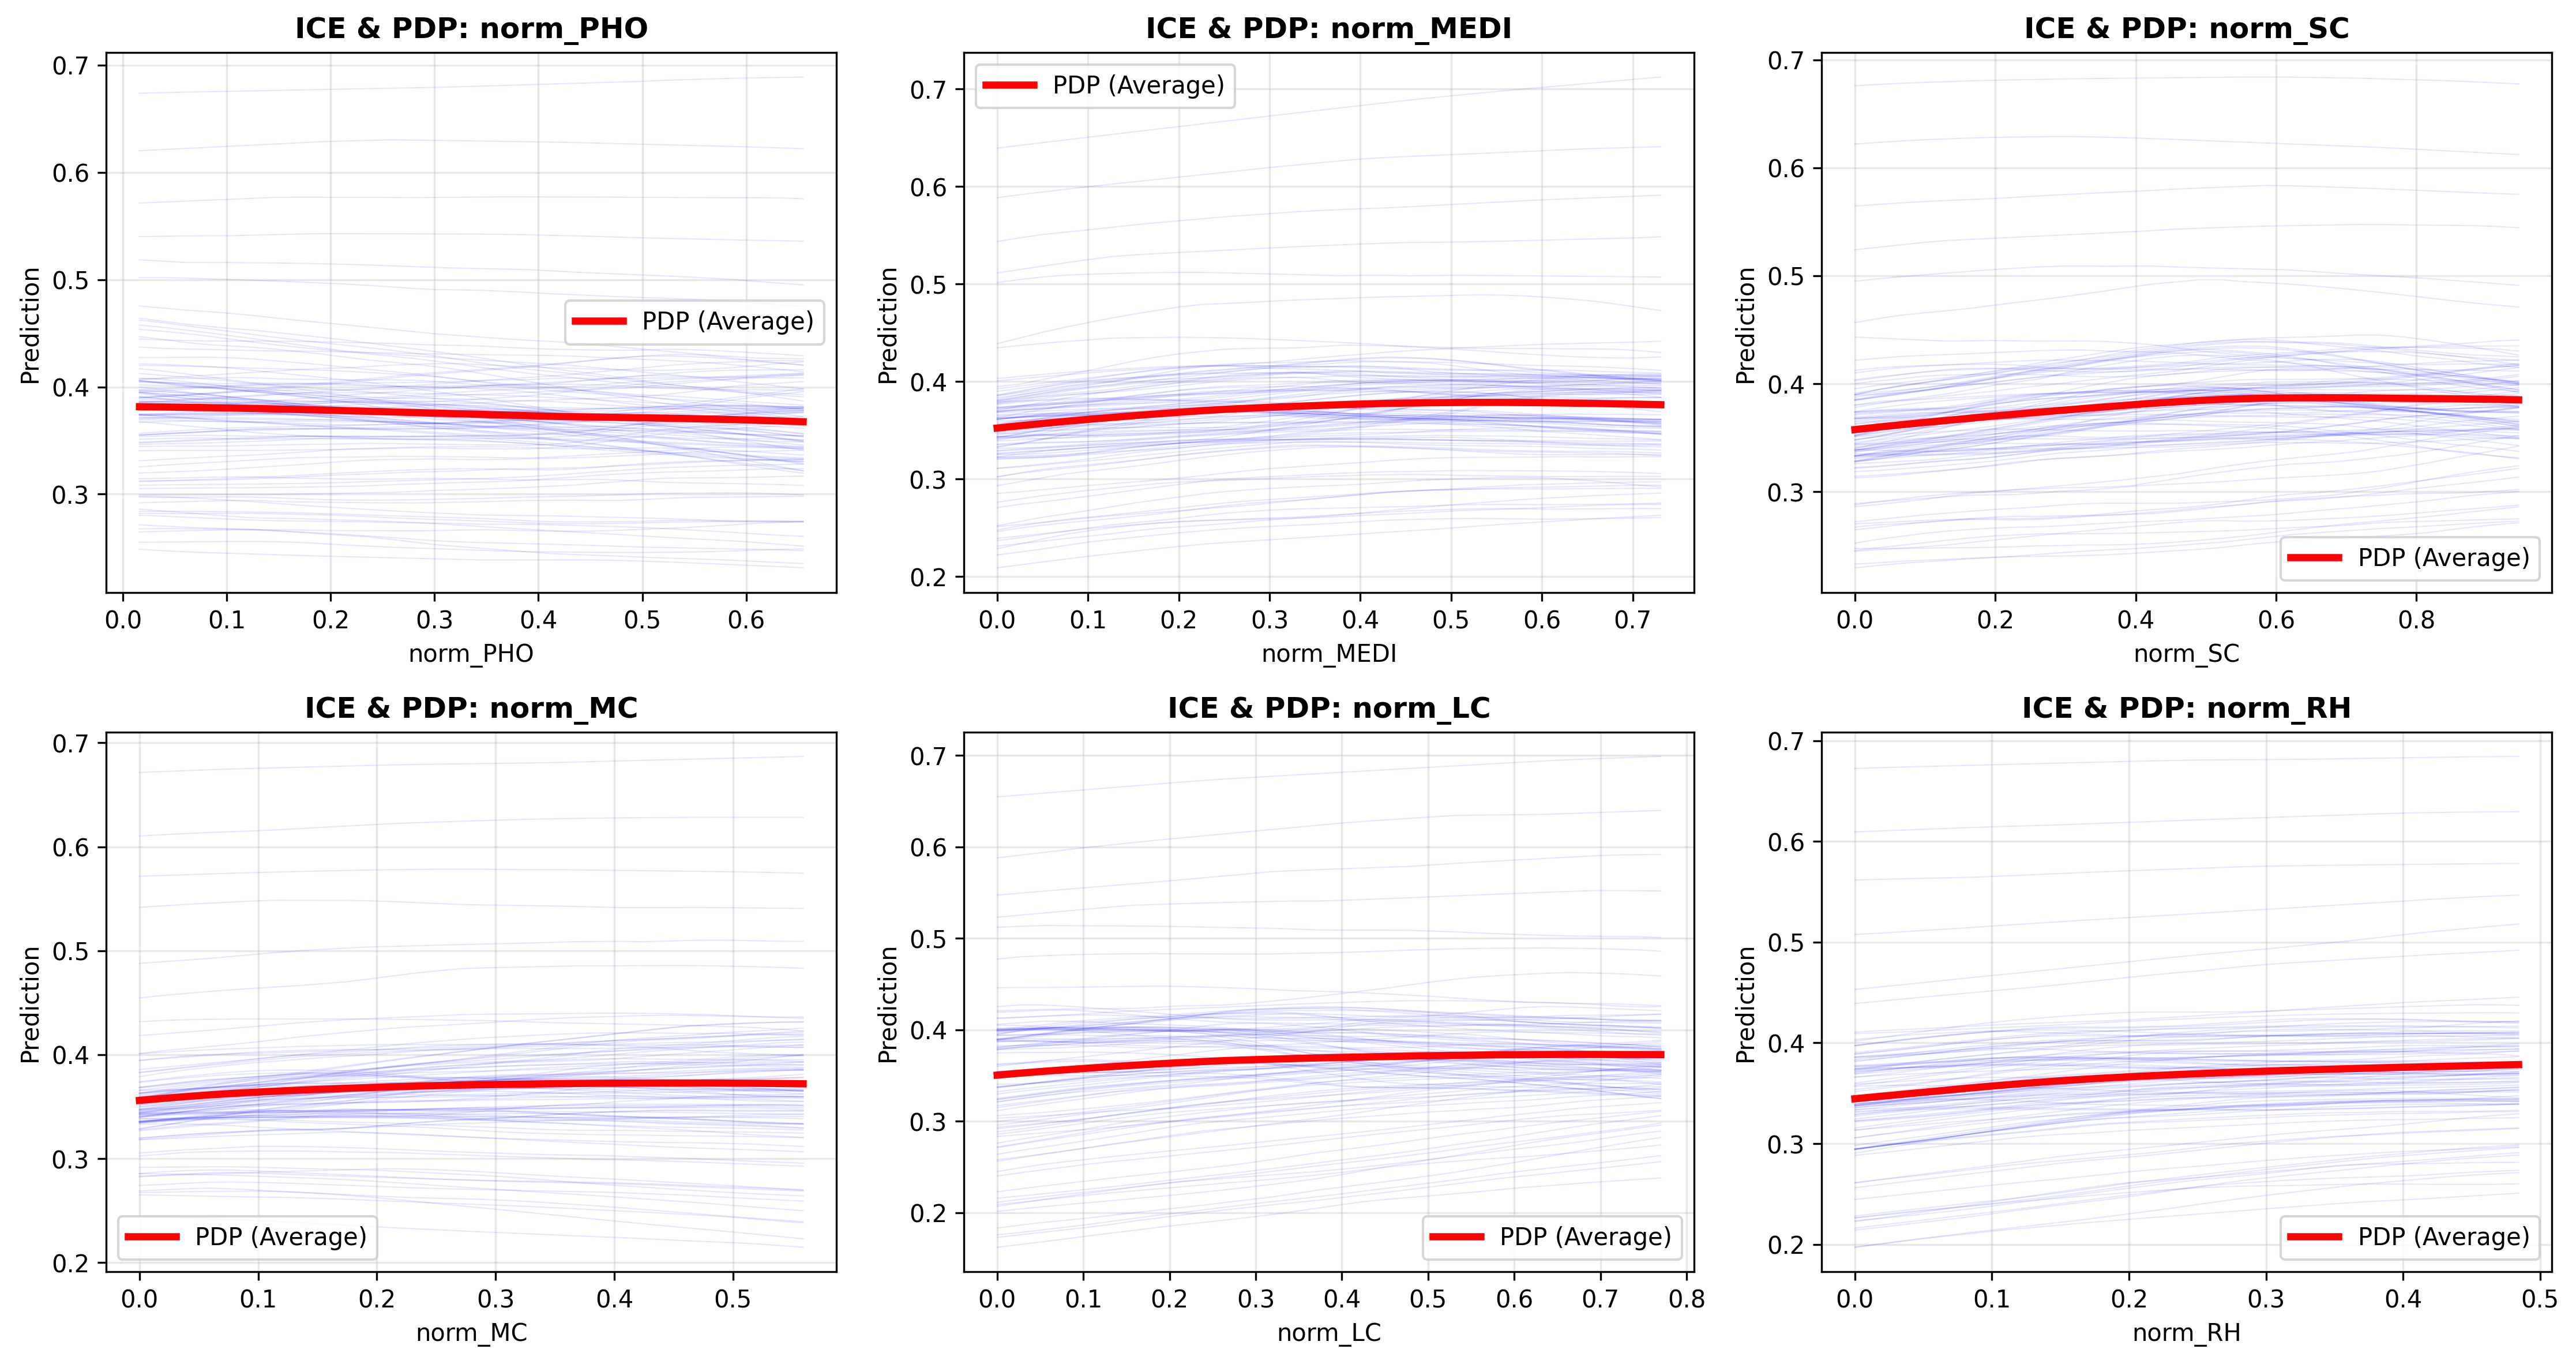 ICE & PDP: norm_PHO
0.7
0.6
0.5
0.4
0.3
Prediction
PDP (Average)
0.0 0.1 0.2 0.3 0.4 0.5 0.6
norm_PHO
ICE & PDP: norm_MEDI
0.7
0.6
0.5
0.4
0.3
0.2
Prediction
PDP (Average)
0.0 0.1 0.2 0.3 0.4 0.5 0.6 0.7
norm_MEDI
ICE & PDP: norm_SC
0.7
0.6
0.5
0.4
0.3
Prediction
PDP (Average)
0.0 0.2 0.4 0.6 0.8
norm_SC
ICE & PDP: norm_MC
0.7
0.6
0.5
0.4
0.3
0.2
Prediction
PDP (Average)
0.0 0.1 0.2 0.3 0.4 0.5
norm_MC
ICE & PDP: norm_LC
0.7
0.6
0.5
0.4
0.3
0.2
Prediction
PDP (Average)
0.0 0.1 0.2 0.3 0.4 0.5 0.6 0.7 0.8
norm_LC
ICE & PDP: norm_RH
0.7
0.6
0.5
0.4
0.3
0.2
Prediction
PDP (Average)
0.0 0.1 0.2 0.3 0.4 0.5
norm_RH